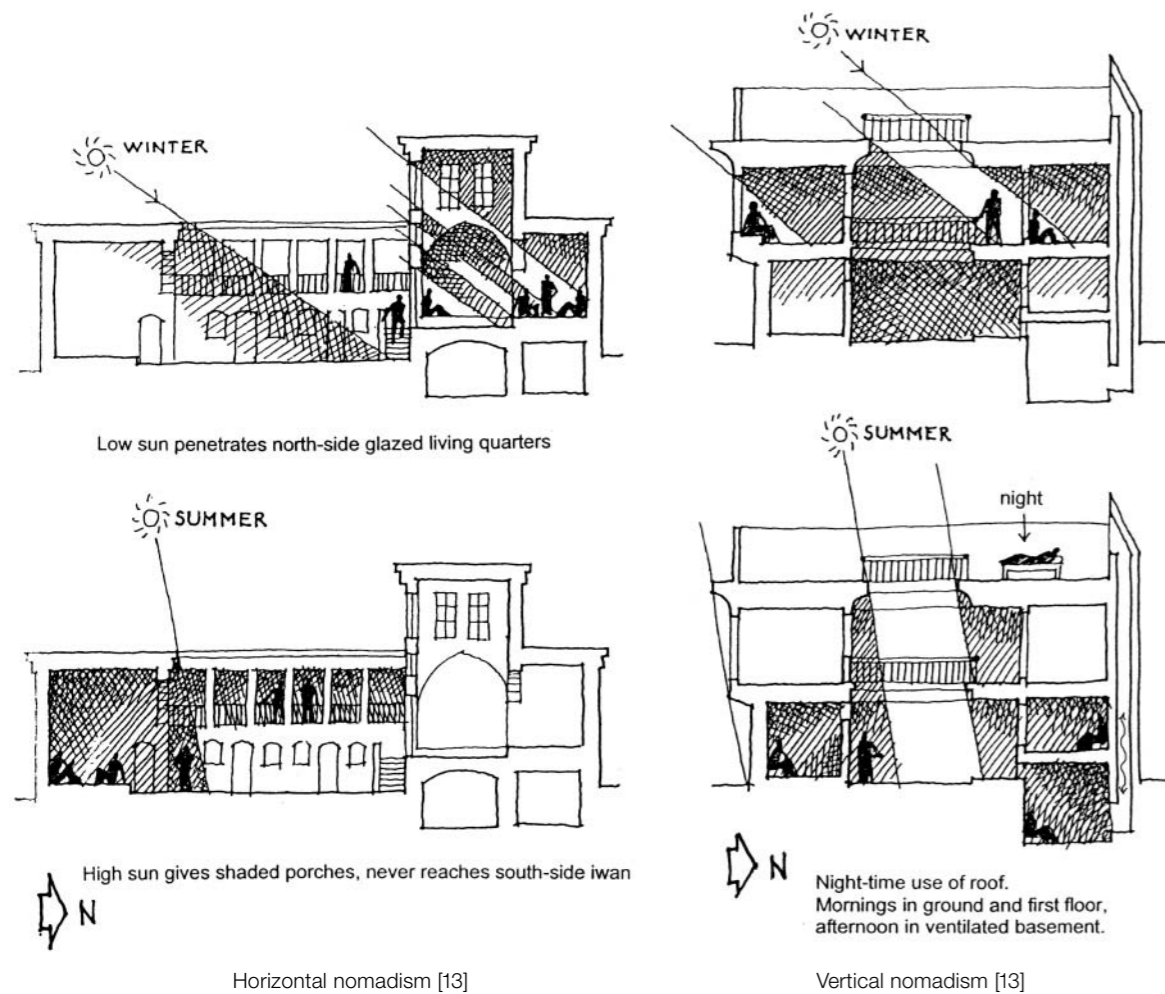 WINTER
Low sun penetrates north-side glazed living quarters
SUMMER
High sun gives shaded porches, never reaches south-side iwan
N
Horizontal nomadism [13]
WINTER
SUMMER
night
N
Night-time use of roof.
Mornings in ground and first floor,
afternoon in ventilated basement.
Vertical nomadism [13]